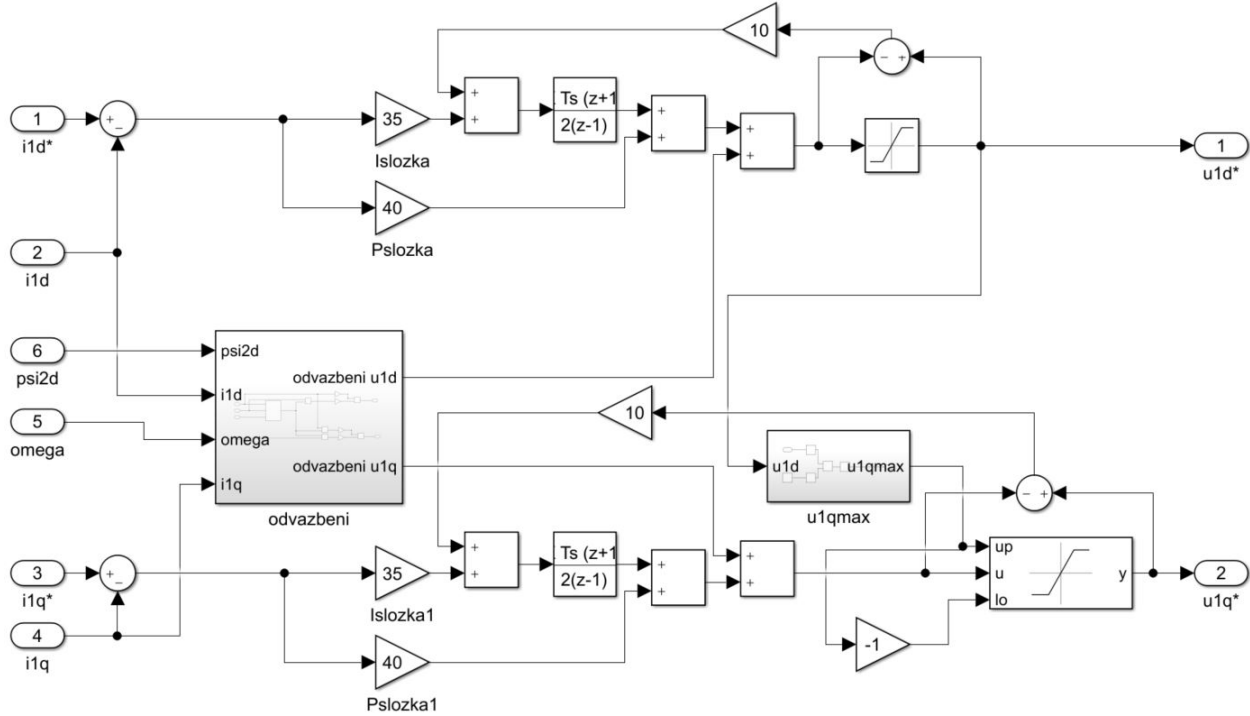 10
- +
1
i1d*
+
-
35
Islozka
+
+
Ts (z+1
2(z-1)
+
+
+
+
1
u1d*
40
Pslozka
2
i1d
6
psi2d
5
omega
psi2d
i1d
omega
i1q
odvazbeni u1d
odvazbeni u1q
odvazbeni
10
u1d
u1qmax
u1qmax
- +
3
i1q*
4
i1q
+
-
35
Islozka1
+
+
Ts (z+1
2(z-1)
+
+
+
+
up
u
lo
y
2
u1q*
-1
40
Pslozka1